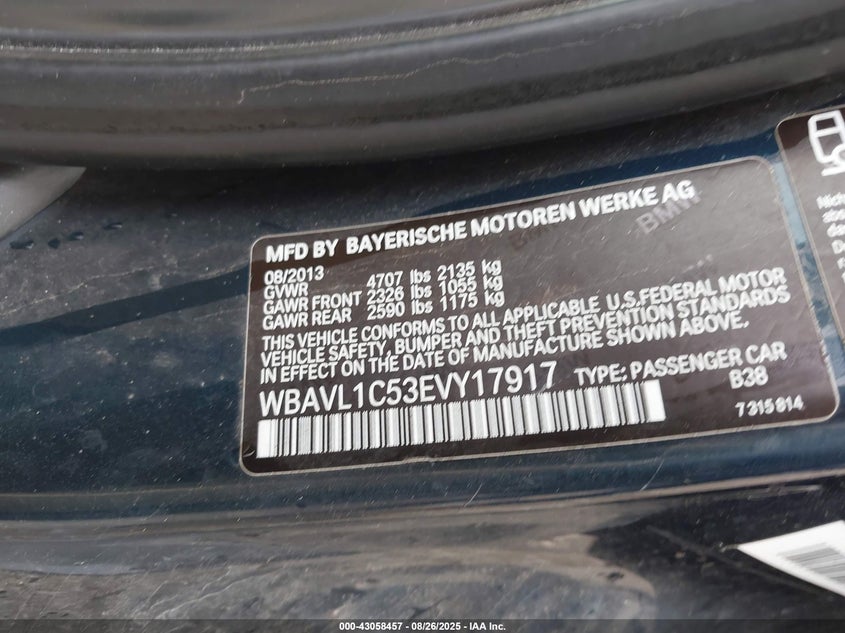 MFD BY BAYERISCHE MOTOREN WERKE AG
08/2013
GVWR 4707 lbs 2135 kg
GAWR FRONT 2326 lbs 1055 kg
GAWR REAR 2590 lbs 1175 kg
THIS VEHICLE CONFORMS TO ALL APPLICABLE U.S.FEDERAL MOTOR
VEHICLE SAFETY, BUMPER AND THEFT PREVENTION STANDARDS
IN EFFECT ON THE DATE OF MANUFACTURE SHOWN ABOVE.
WBAVL1C53EVY17917 TYPE: PASSENGER CAR
B38
7315814
BMW
000-43058457 - 08/26/2025 - IAA Inc.